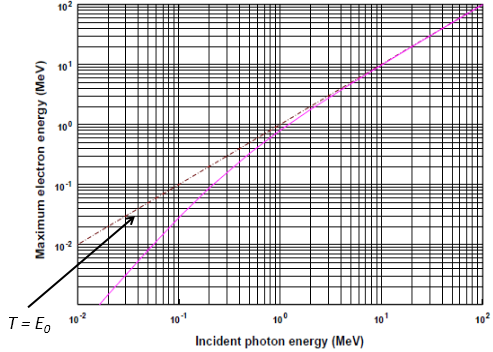 Maximum electron energy (MeV)
10²
10¹
10⁰
10⁻¹
10⁻²
T = E₀
10⁻² 10⁻¹ 10⁰ 10¹ 10²
Incident photon energy (MeV)